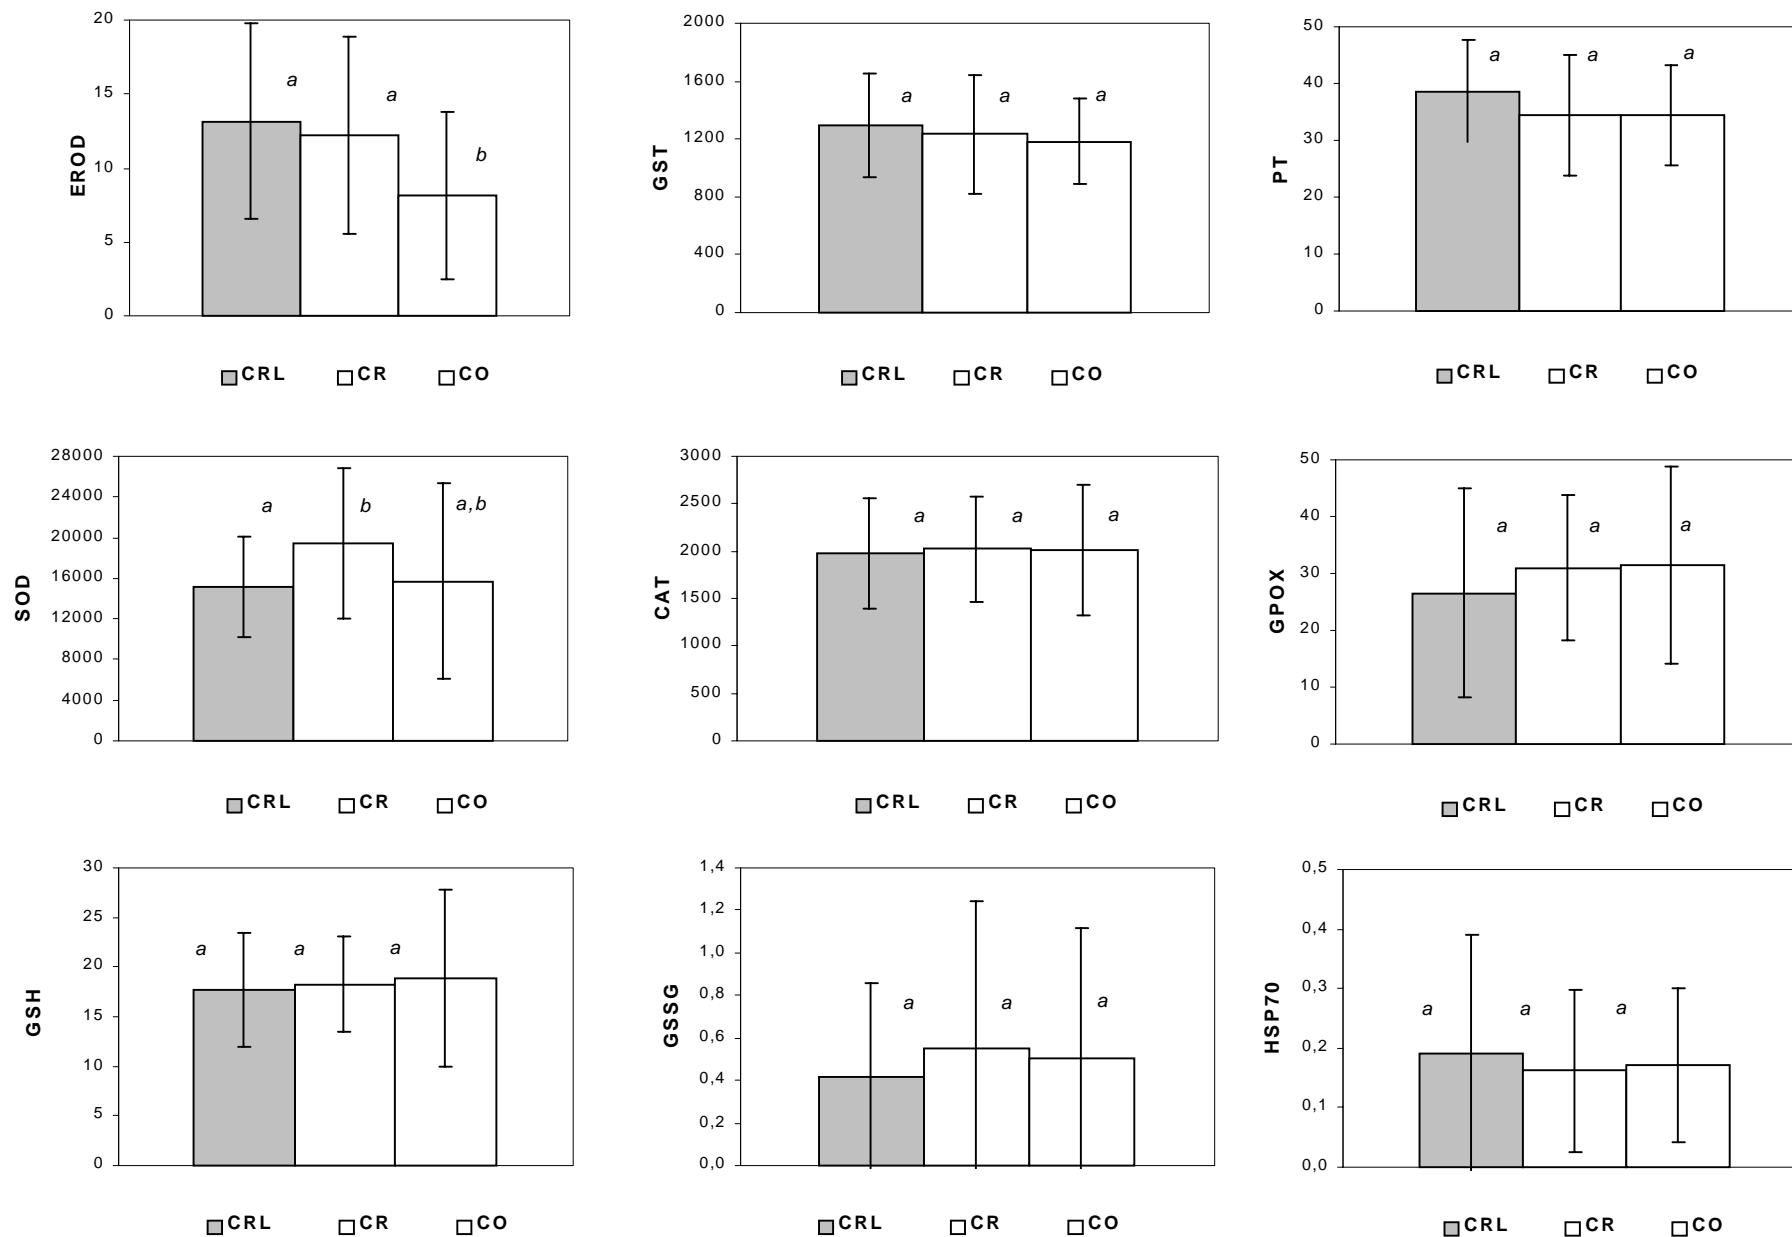 20
15
10
5
0
EROD
a
a
b
CRL CR CO
2000
1600
1200
800
400
0
GST
a
a
a
CRL CR CO
50
40
30
20
10
0
PT
a
a
a
CRL CR CO
28000
24000
20000
16000
12000
8000
4000
0
SOD
a
b
a,b
CRL CR CO
3000
2500
2000
1500
1000
500
0
CAT
a
a
a
CRL CR CO
50
40
30
20
10
0
GPOX
a
a
a
CRL CR CO
30
25
20
15
10
5
0
GSH
a
a
a
CRL CR CO
1,4
1,2
1,0
0,8
0,6
0,4
0,2
0,0
GSSG
a
a
a
CRL CR CO
0,5
0,4
0,3
0,2
0,1
0,0
HSP70
a
a
a
CRL CR CO